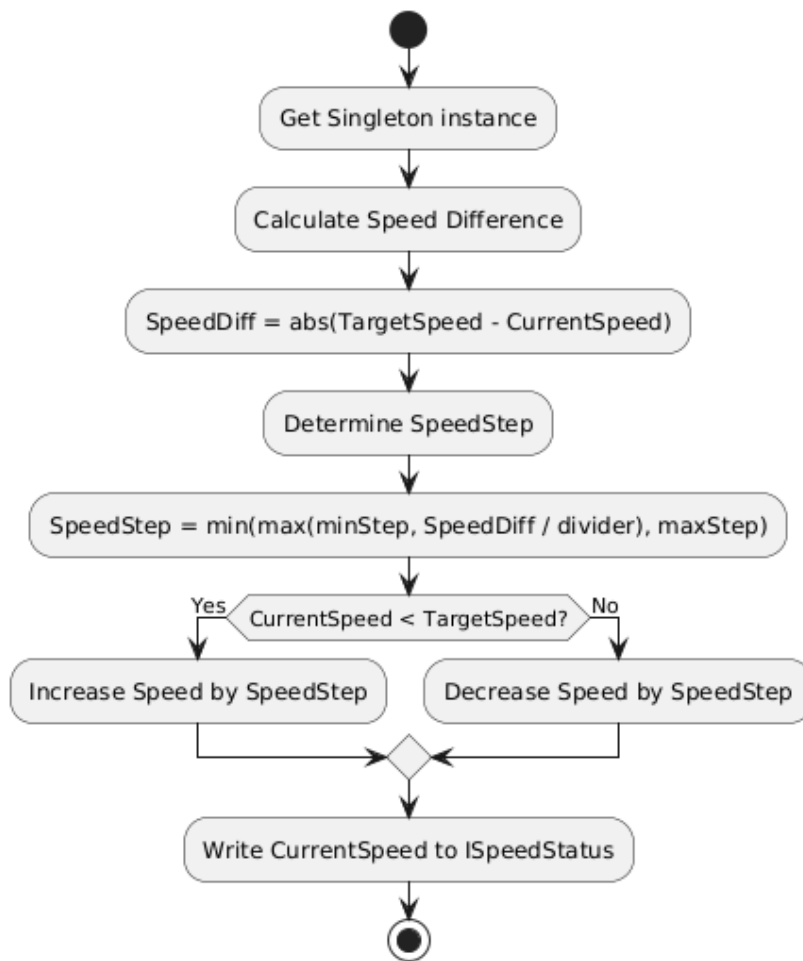 Get Singleton instance
Calculate Speed Difference
SpeedDiff = abs(TargetSpeed - CurrentSpeed)
Determine SpeedStep
SpeedStep = min(max(minStep, SpeedDiff / divider), maxStep)
Yes
CurrentSpeed < TargetSpeed?
No
Increase Speed by SpeedStep
Decrease Speed by SpeedStep
Write CurrentSpeed to ISpeedStatus